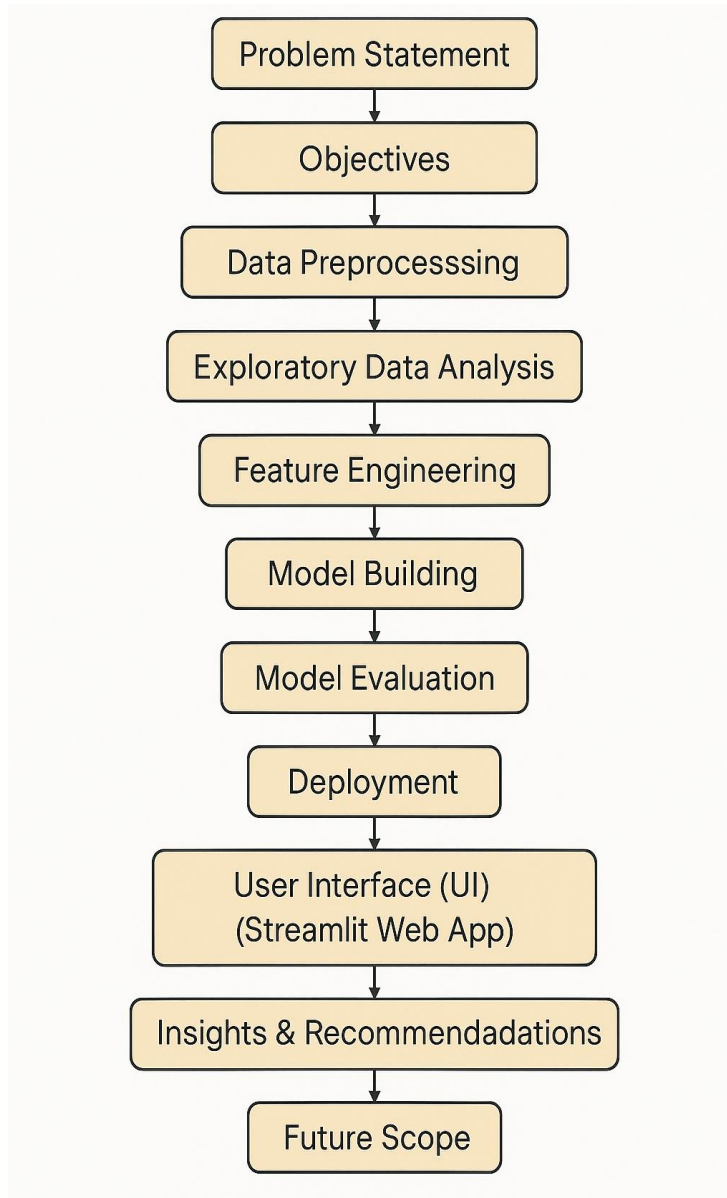 Problem Statement
Objectives
Data Preprocesssing
Exploratory Data Analysis
Feature Engineering
Model Building
Model Evaluation
Deployment
User Interface (UI)
(Streamlit Web App)
Insights & Recommendadations
Future Scope